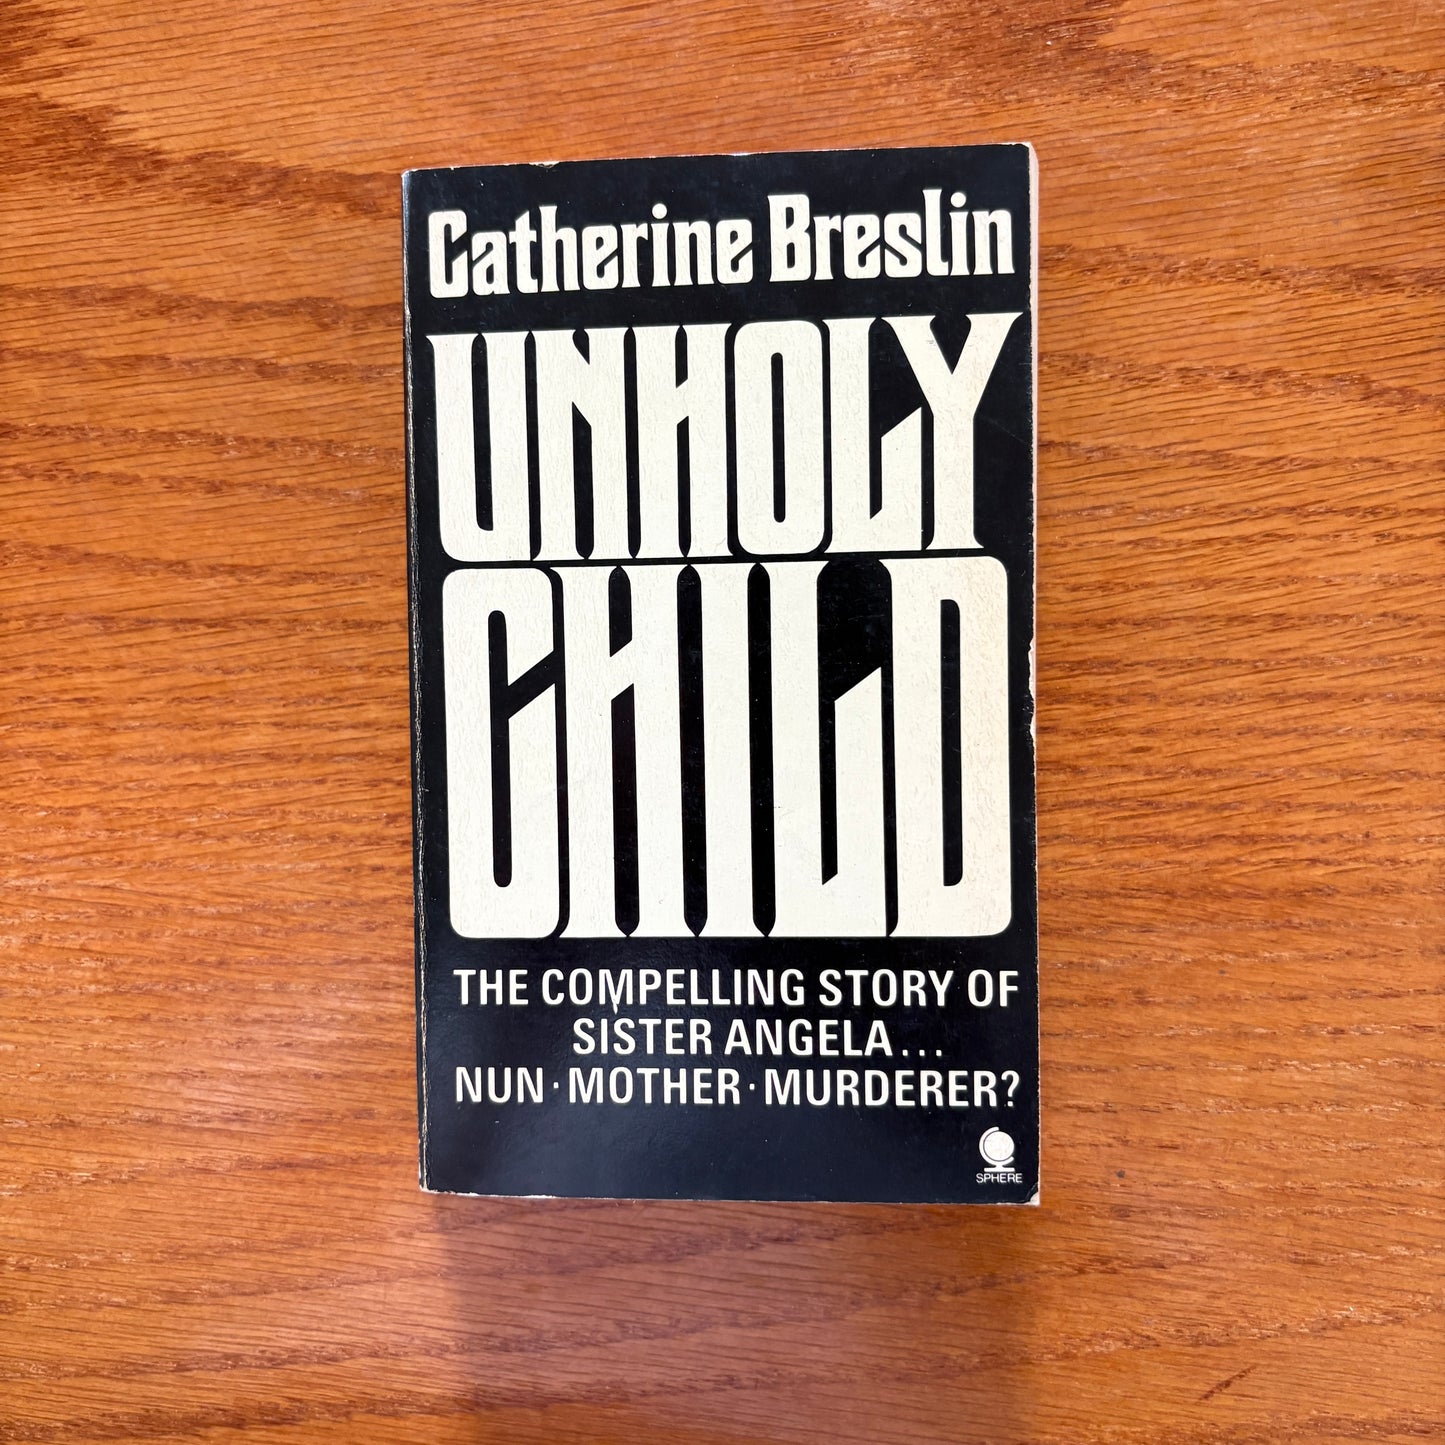 Catherine Breslin
UNHOLY
CHILD
THE COMPELLING STORY OF
SISTER ANGELA...
NUN·MOTHER·MURDERER?
SPHERE